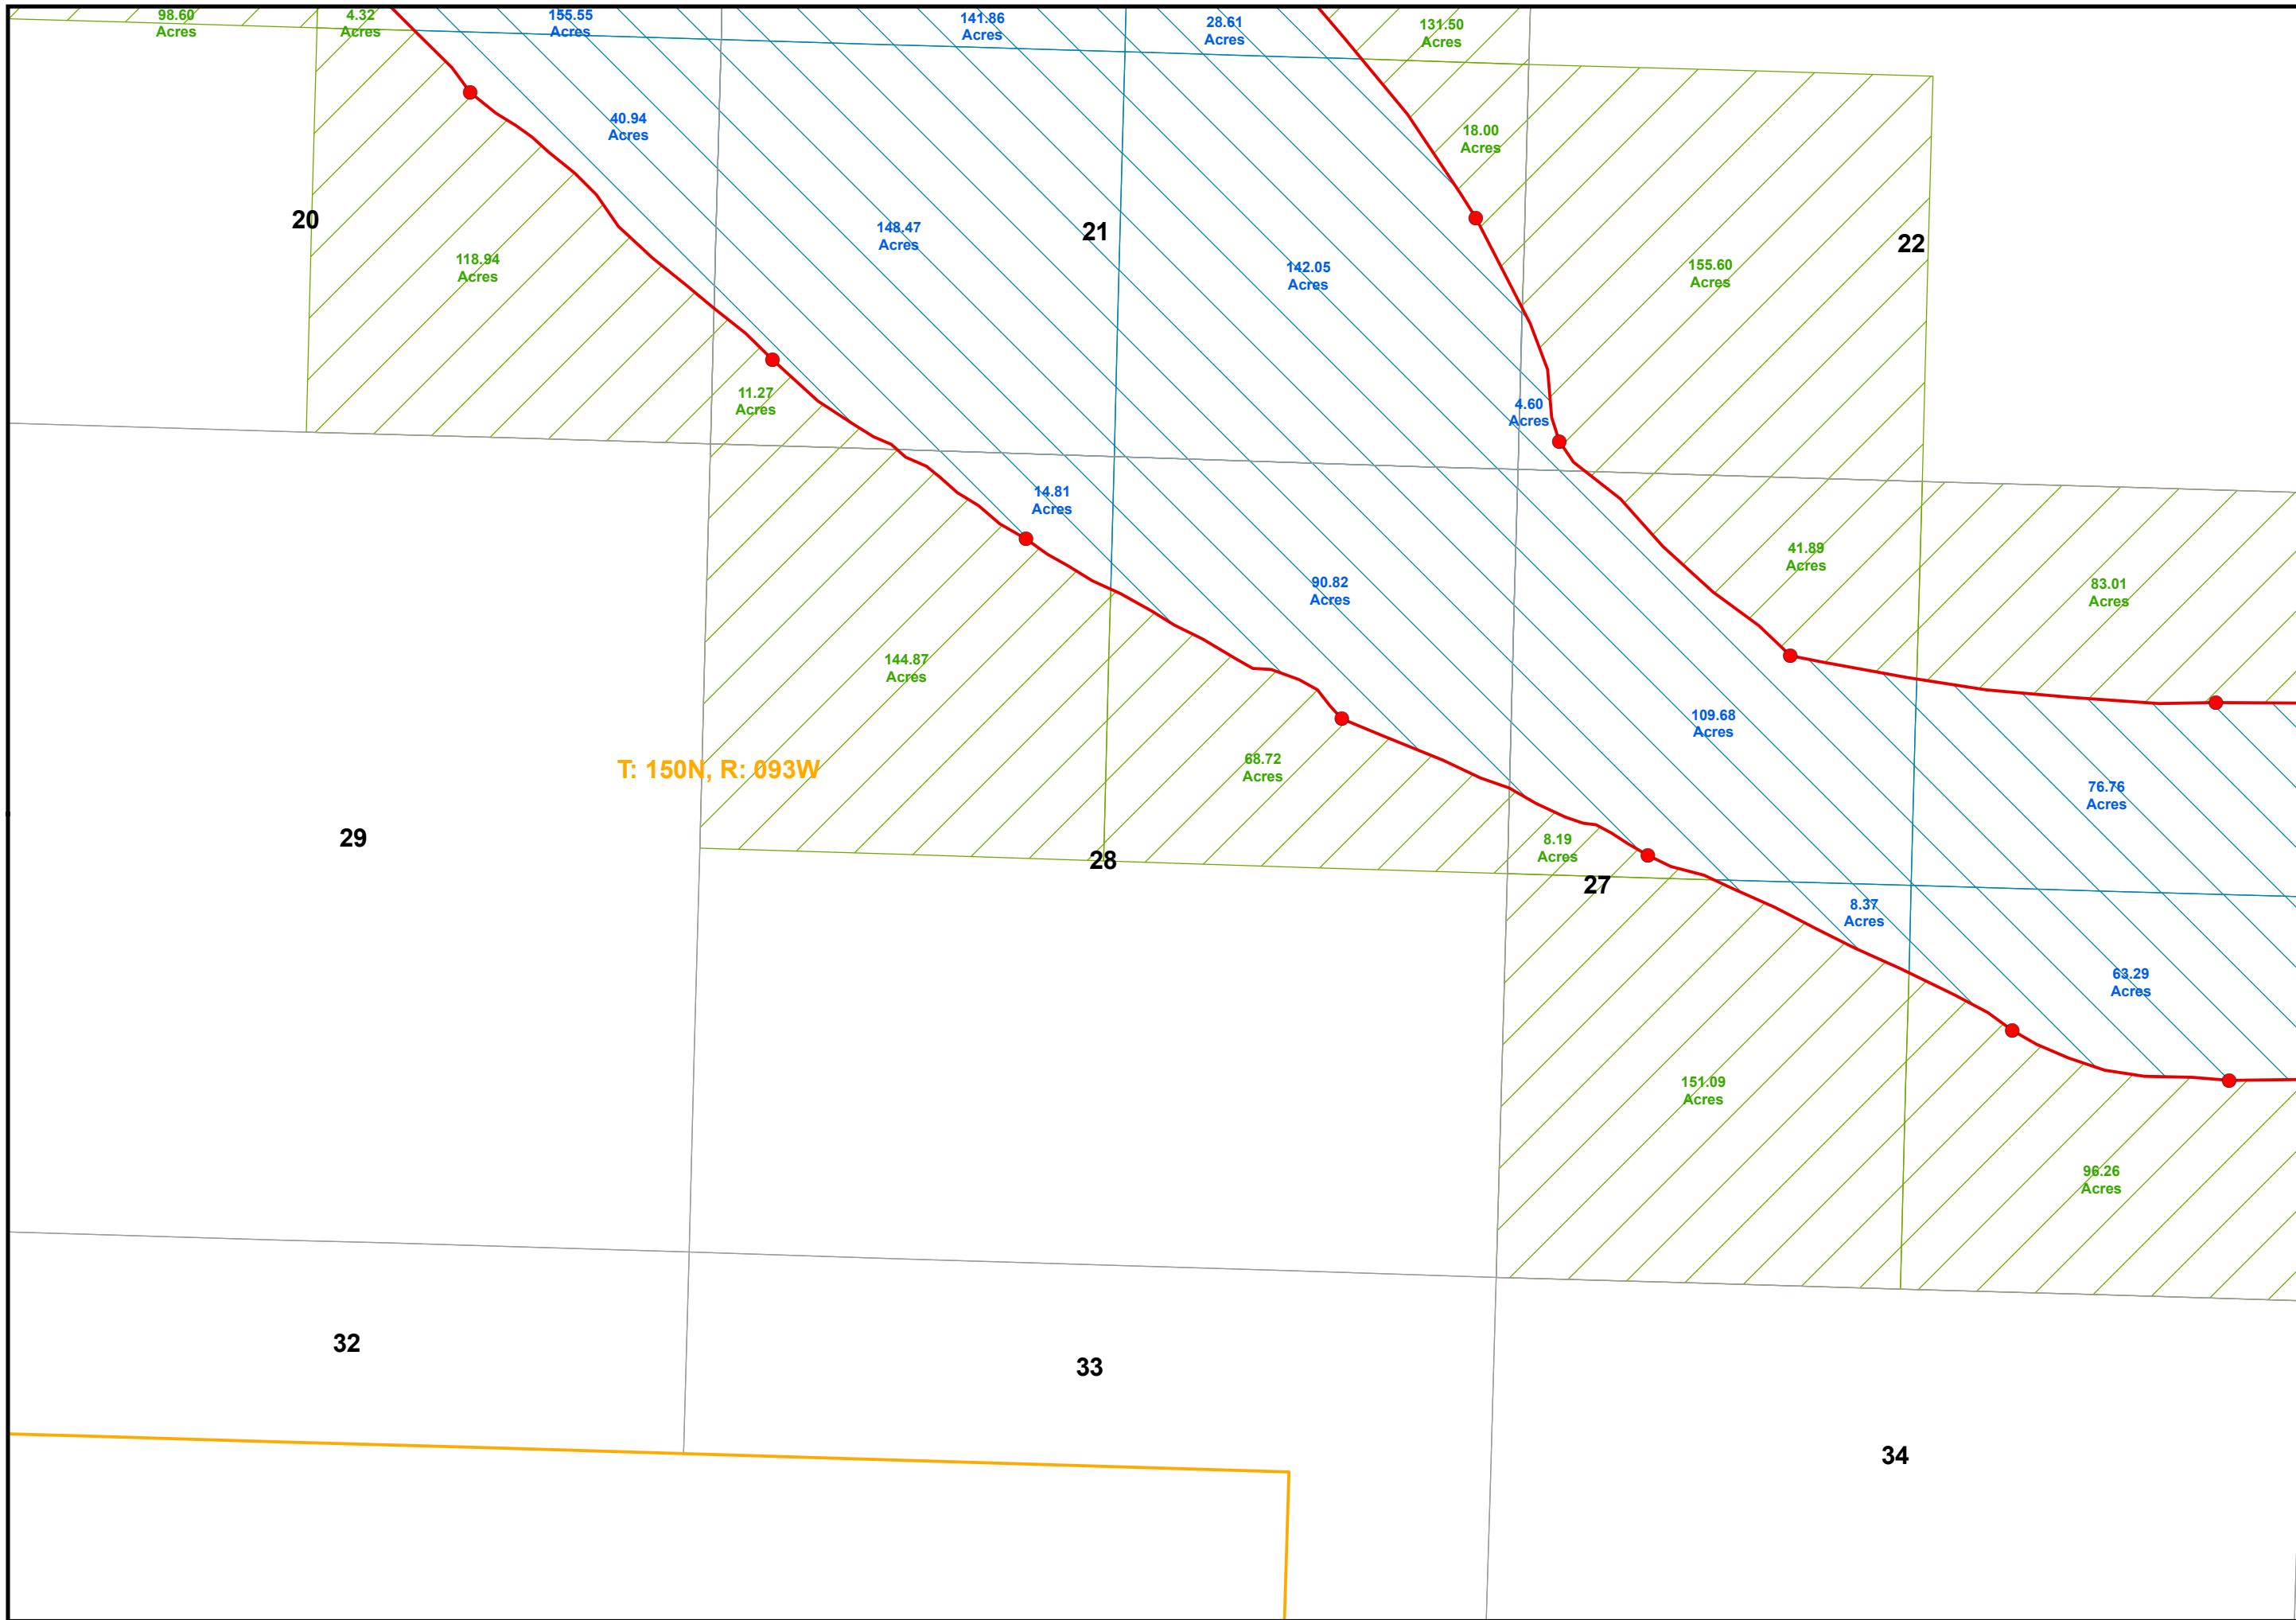 98.60
Acres
4.32
Acres
155.55
Acres
141.86
Acres
28.61
Acres
131.50
Acres
40.94
Acres
18.00
Acres
20
148.47
Acres
21
22
118.94
Acres
142.05
Acres
155.60
Acres
11.27
Acres
4.60
Acres
14.81
Acres
41.89
Acres
90.82
Acres
83.01
Acres
144.87
Acres
109.68
Acres
T: 150N, R: 093W
68.72
Acres
76.76
Acres
29
28
8.19
Acres
27
8.37
Acres
63.29
Acres
151.09
Acres
96.26
Acres
32
33
34